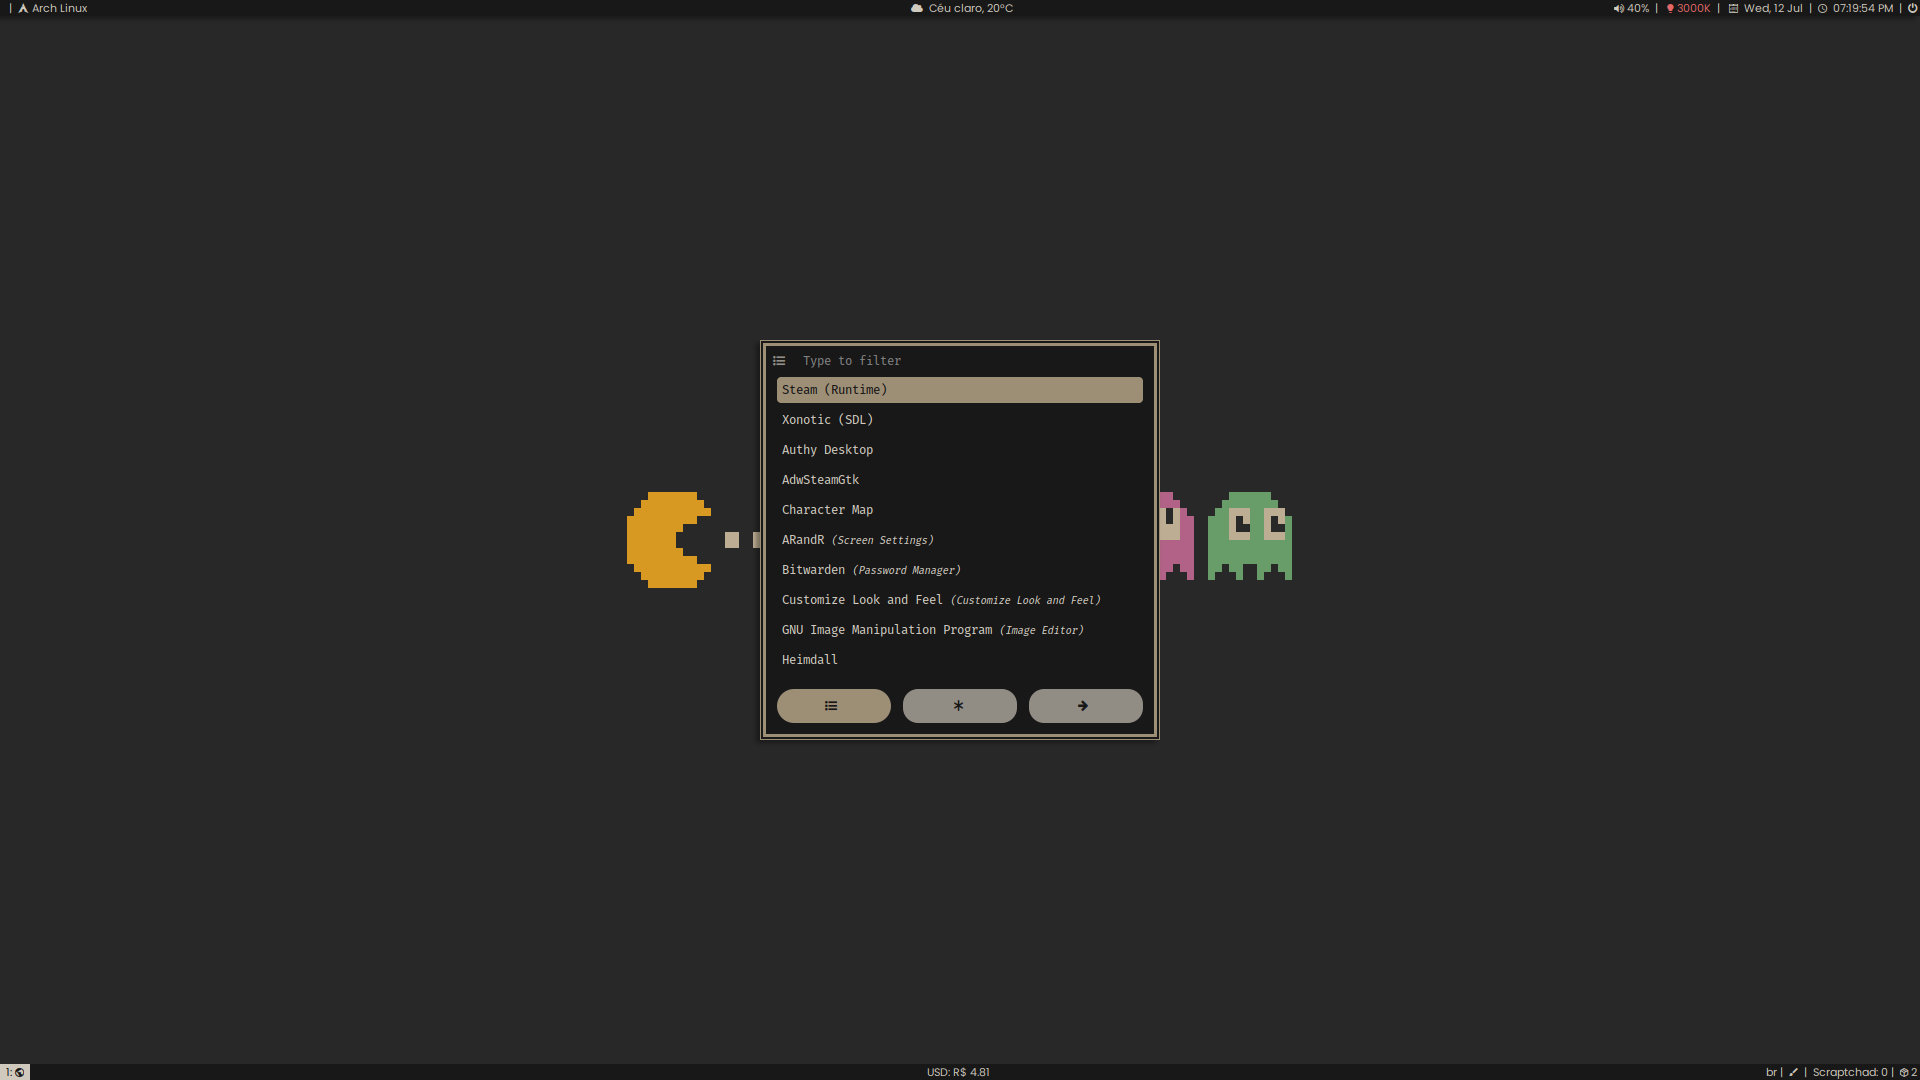 | Arch Linux
Céu claro, 20°C
40% | 3000K | Wed, 12 Jul | 07:19:54 PM |
Type to filter
Steam (Runtime)
Xonotic (SDL)
Authy Desktop
AdwSteamGtk
Character Map
ARandR (Screen Settings)
Bitwarden (Password Manager)
Customize Look and Feel (Customize Look and Feel)
GNU Image Manipulation Program (Image Editor)
Heimdall
1:
USD: R$ 4.81
br | | Scraptchad: 0 | 2